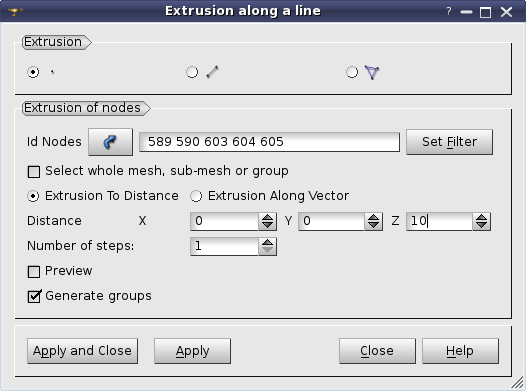 Extrusion along a line
?
Extrusion
Extrusion of nodes
Id Nodes 589 590 603 604 605 Set Filter
Select whole mesh, sub-mesh or group
Extrusion To Distance Extrusion Along Vector
Distance X 0 Y 0 Z 10
Number of steps: 1
Preview
Generate groups
Apply and Close Apply Close Help